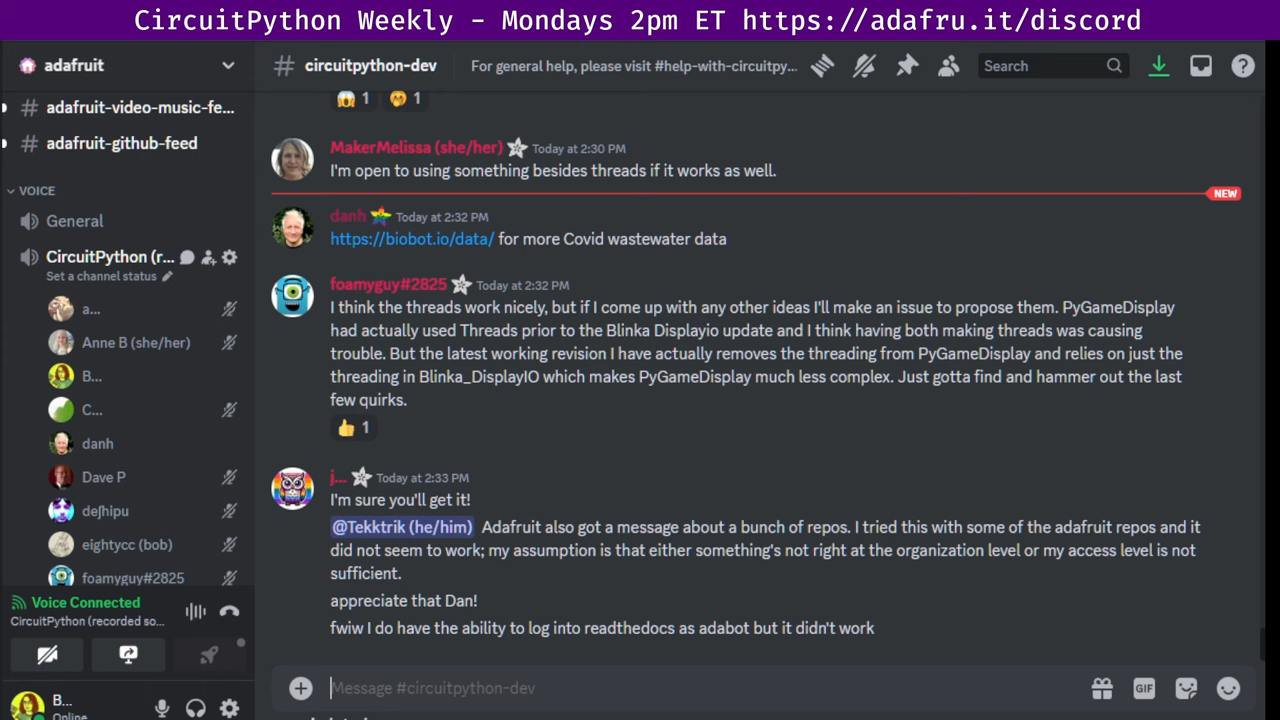 CircuitPython Weekly - Mondays 2pm ET https://adafru.it/discord
adafruit
# circuitpython-dev
For general help, please visit #help-with-circuitpy...
Search
# adafruit-video-music-fe...
# adafruit-github-feed
VOICE
General
CircuitPython (r...
Set a channel status
a...
Anne B (she/her)
B...
C...
danh
Dave P
deʃhipu
eightycc (bob)
foamyguy#2825
Voice Connected
CircuitPython (recorded so...
B...
Online
1
1
MakerMelissa (she/her) Today at 2:30 PM
I'm open to using something besides threads if it works as well.
NEW
danh Today at 2:32 PM
https://biobot.io/data/ for more Covid wastewater data
foamyguy#2825 Today at 2:32 PM
I think the threads work nicely, but if I come up with any other ideas I'll make an issue to propose them. PyGameDisplay
had actually used Threads prior to the Blinka Displayio update and I think having both making threads was causing
trouble. But the latest working revision I have actually removes the threading from PyGameDisplay and relies on just the
threading in Blinka_DisplayIO which makes PyGameDisplay much less complex. Just gotta find and hammer out the last
few quirks.
1
j... Today at 2:33 PM
I'm sure you'll get it!
@Tekktrik (he/him) Adafruit also got a message about a bunch of repos. I tried this with some of the adafruit repos and it
did not seem to work; my assumption is that either something's not right at the organization level or my access level is not
sufficient.
appreciate that Dan!
fwiw I do have the ability to log into readthedocs as adabot but it didn't work
Message #circuitpython-dev
GIF